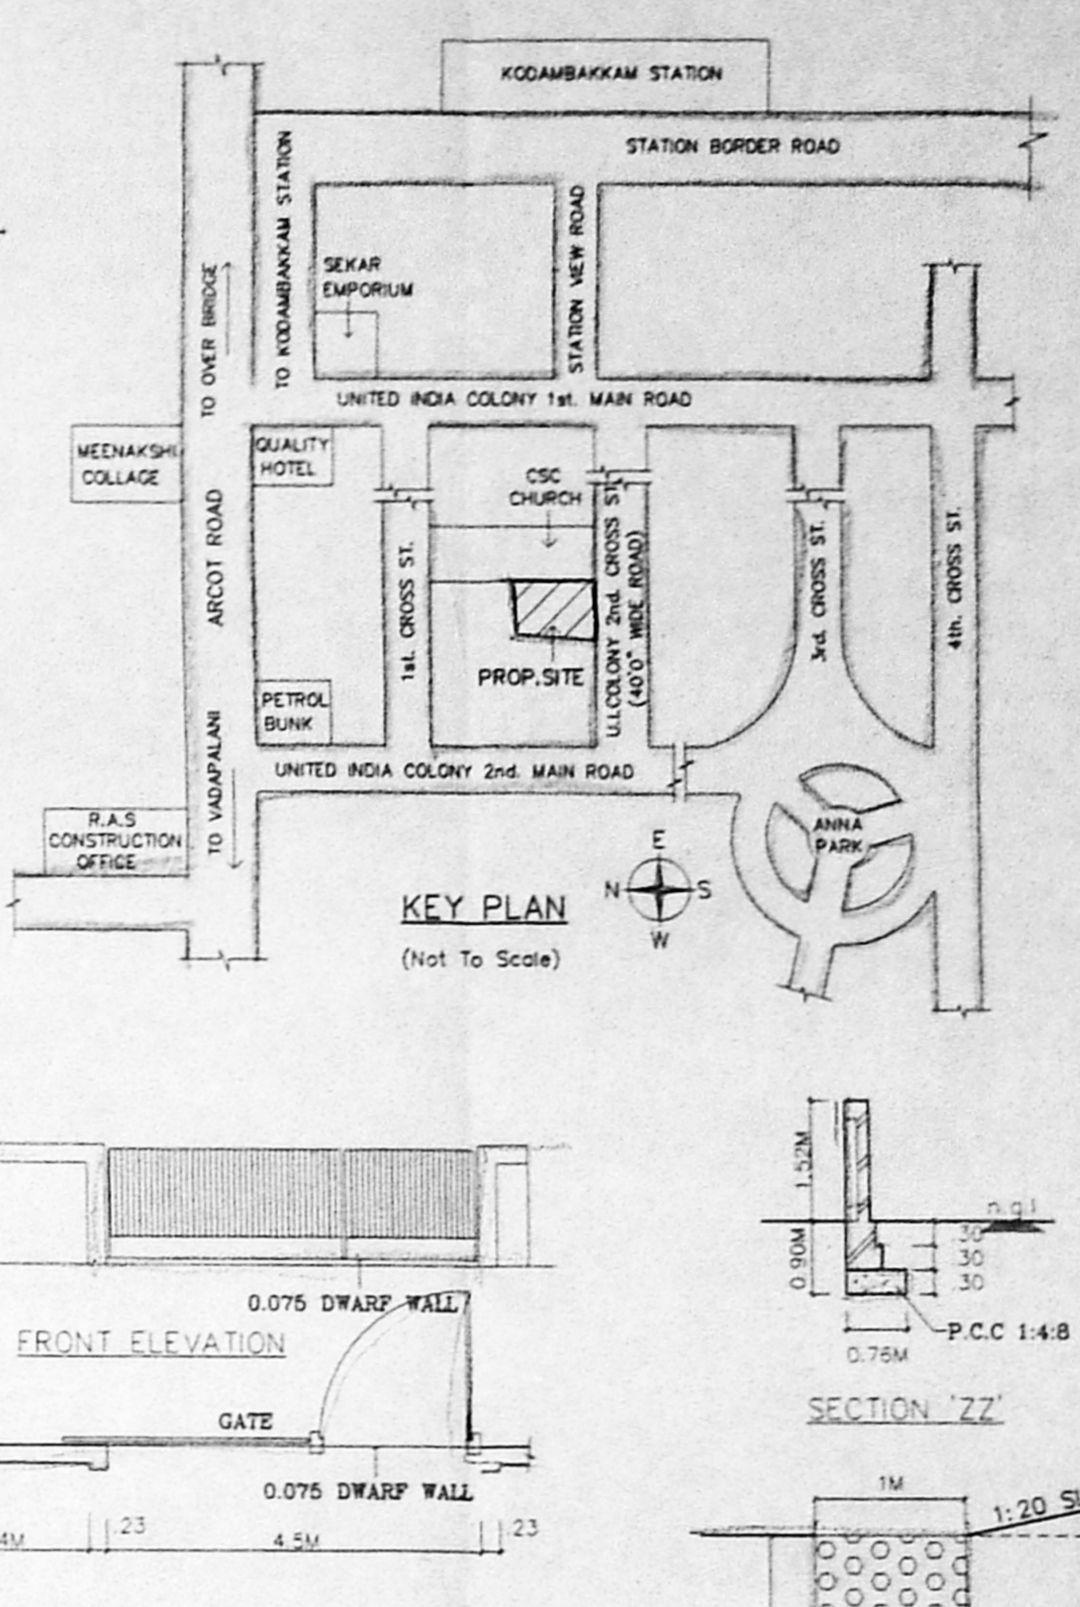 KODAMBAKKAM STATION
STATION BORDER ROAD
TO KODAMBAKKAM STATION
STATION VIEW ROAD
SEKAR
EMPORIUM
TO OVER BRIDGE
UNITED INDIA COLONY 1st. MAIN ROAD
MEENAKSHI
COLLAGE
QUALITY
HOTEL
CSC
CHURCH
ARCOT ROAD
1st. CROSS ST.
U.I.COLONY 2nd. CROSS ST.
(40'0" WIDE ROAD)
3rd. CROSS ST.
4th. CROSS ST.
PROP.SITE
PETROL
BUNK
TO VADAPALANI
UNITED INDIA COLONY 2nd. MAIN ROAD
R.A.S
CONSTRUCTION
OFFICE
ANNA
PARK
E
N S
W
KEY PLAN
(Not To Scale)
1.52M
n.g.l
0.90M
30
30
30
P.C.C 1:4:8
0.76M
SECTION 'ZZ'
0.075 DWARF WALL
FRONT ELEVATION
GATE
0.075 DWARF WALL
4M .23 4.5M .23
1M
1:20